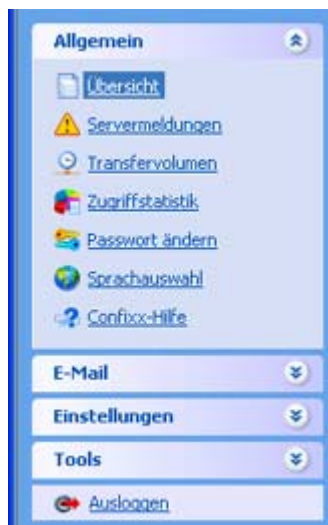 Allgemein
Übersicht
Servermeldungen
Transfervolumen
Zugriffstatistik
Passwort ändern
Sprachauswahl
Confixx-Hilfe
E-Mail
Einstellungen
Tools
Ausloggen